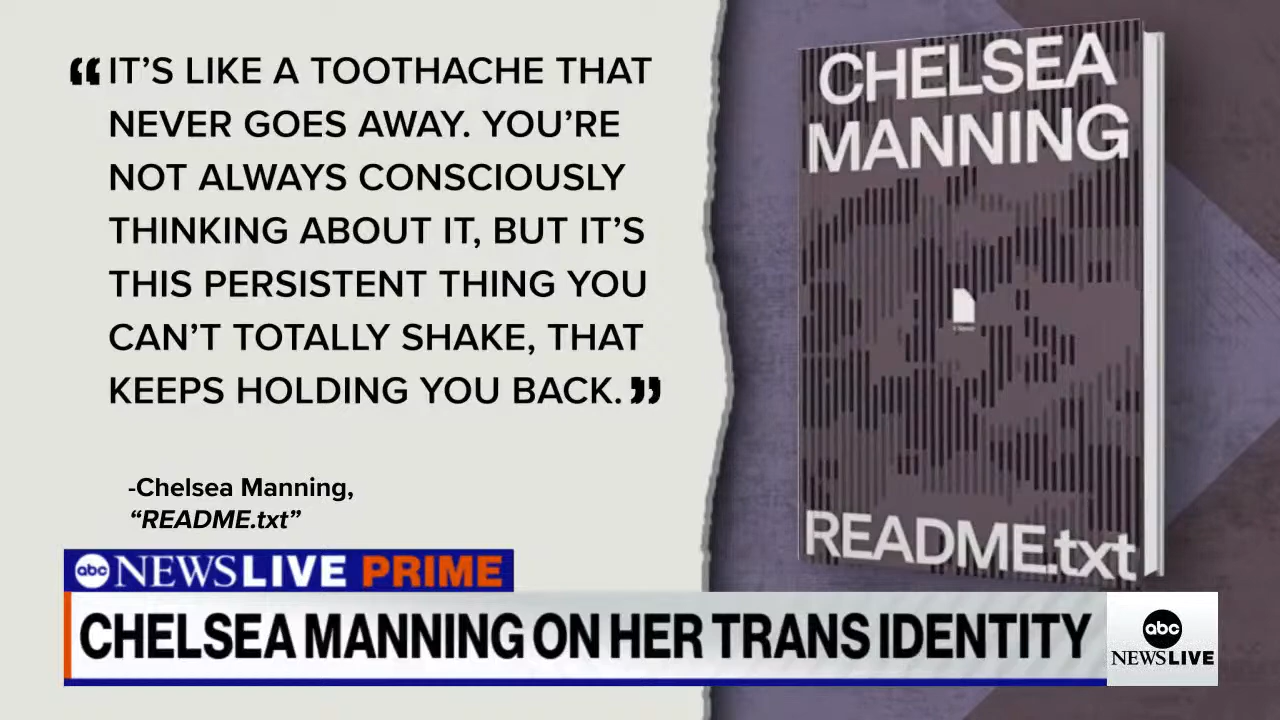 “IT’S LIKE A TOOTHACHE THAT
NEVER GOES AWAY. YOU’RE
NOT ALWAYS CONSCIOUSLY
THINKING ABOUT IT, BUT IT’S
THIS PERSISTENT THING YOU
CAN’T TOTALLY SHAKE, THAT
KEEPS HOLDING YOU BACK.”
-Chelsea Manning,
“README.txt”
CHELSEA
MANNING
README.txt
abc NEWS LIVE PRIME
CHELSEA MANNING ON HER TRANS IDENTITY
abc
NEWS LIVE